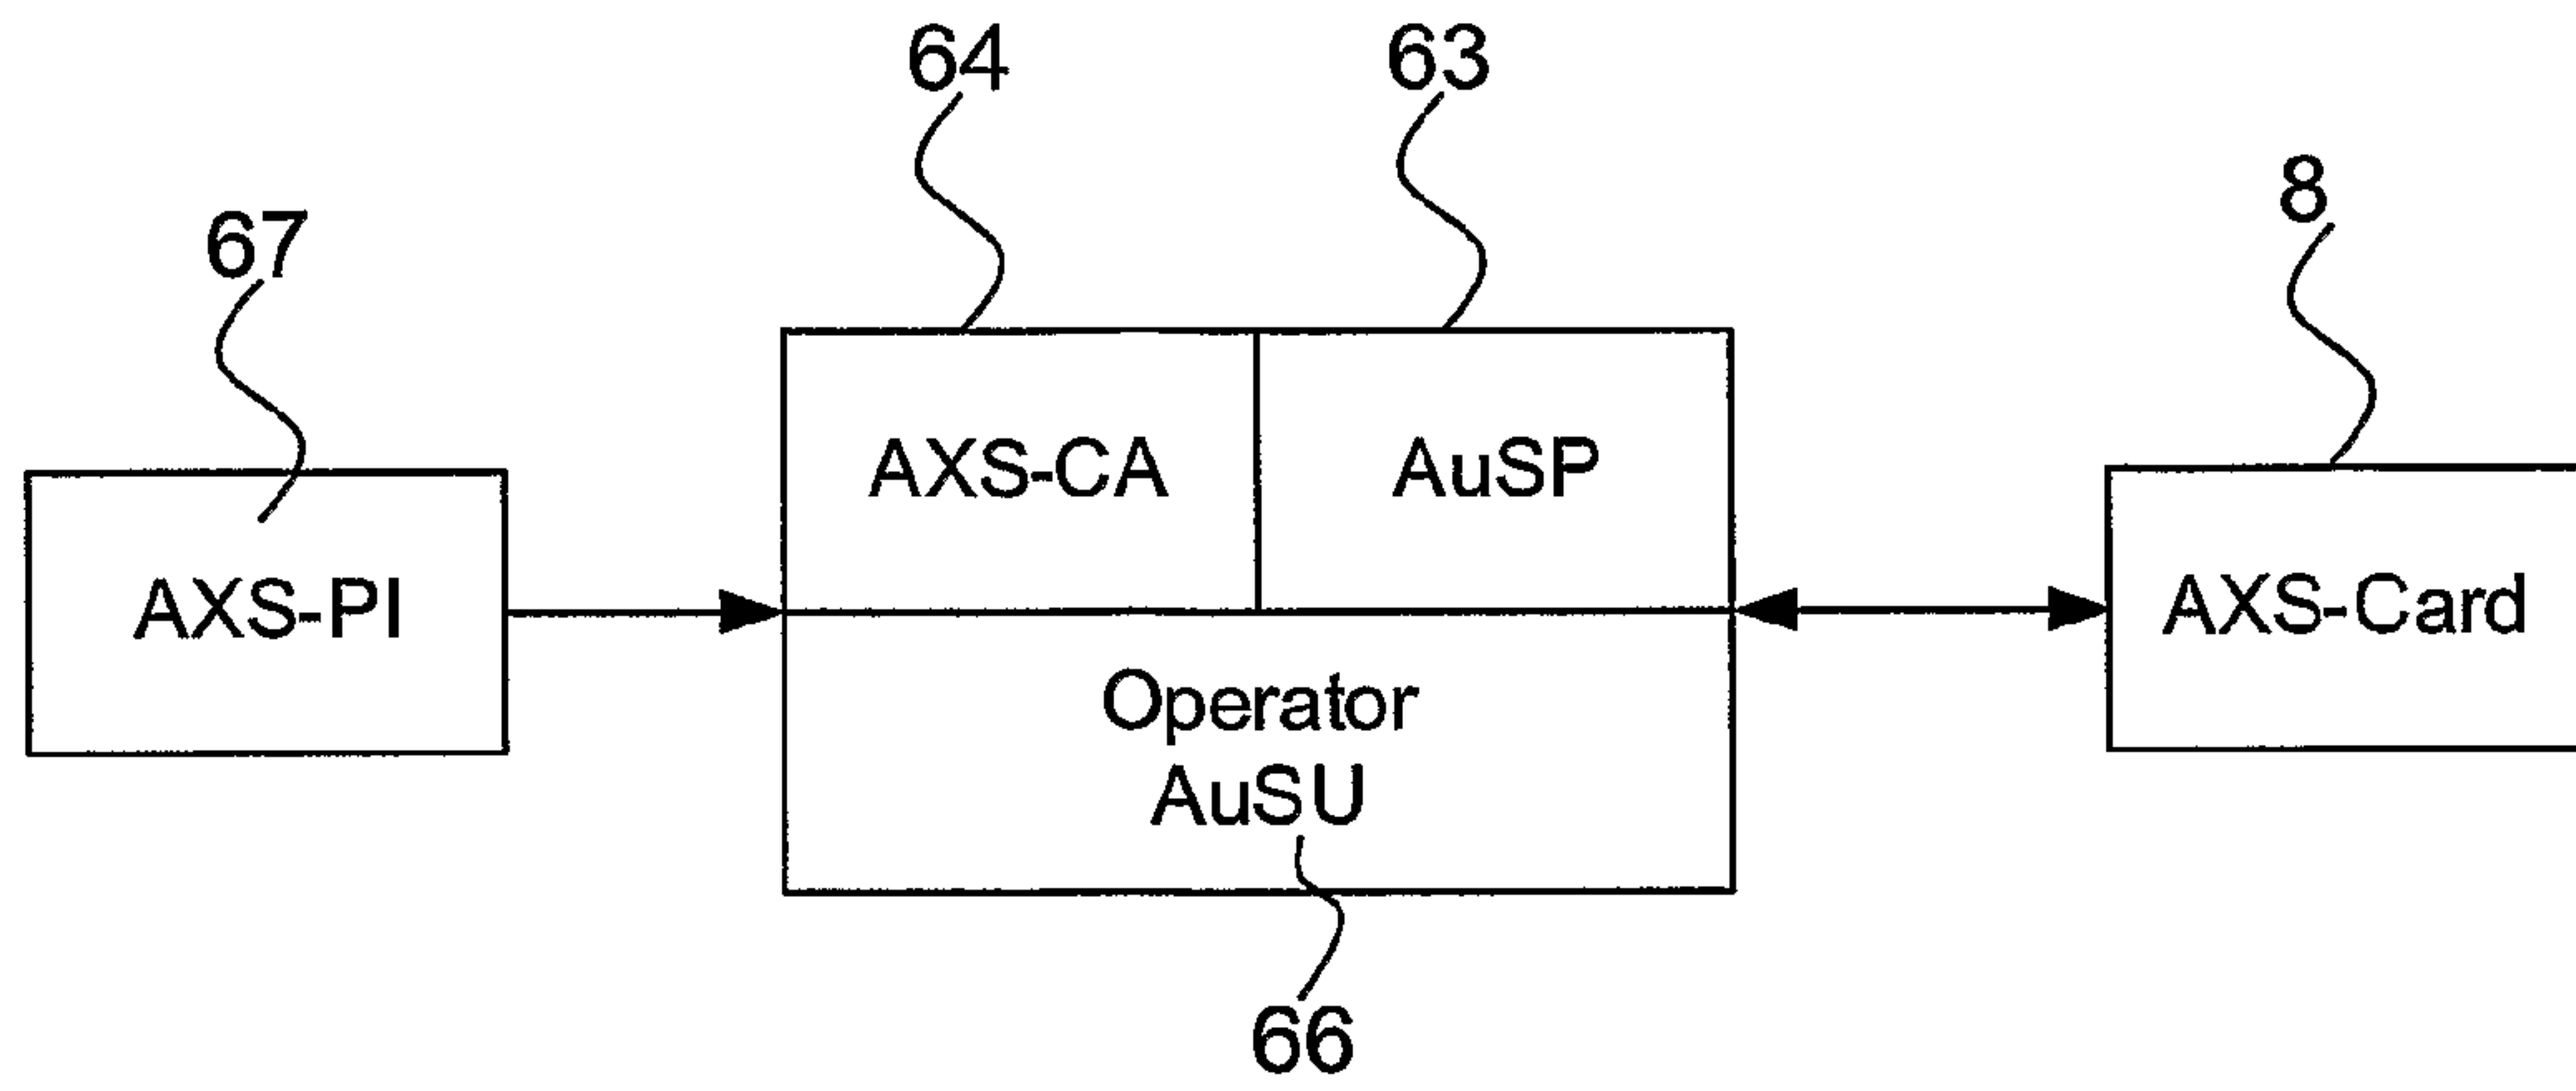 64
63
8
67
AXS-CA
AuSP
AXS-PI
AXS-Card
Operator
AuSU
66